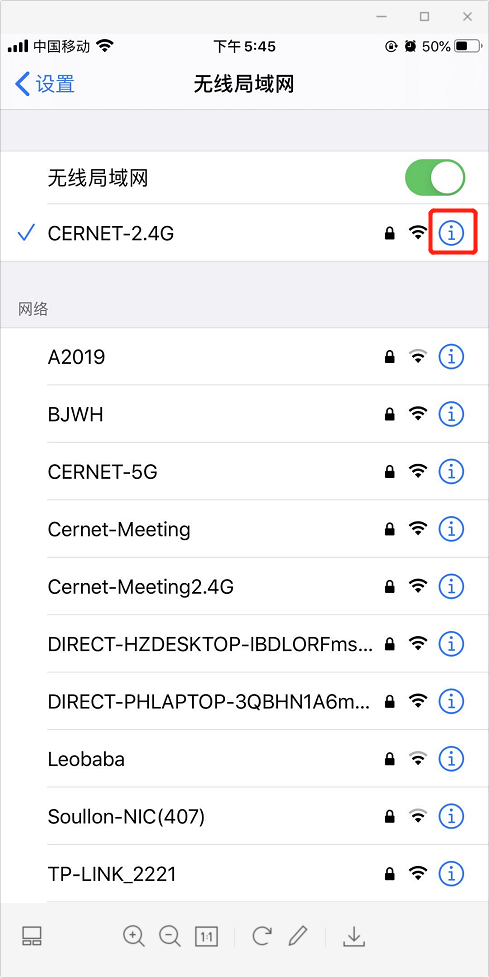 中国移动 下午 5:45 50%
设置 无线局域网
无线局域网
CERNET-2.4G
网络
A2019
BJWH
CERNET-5G
Cernet-Meeting
Cernet-Meeting2.4G
DIRECT-HZDESKTOP-IBDLORFms...
DIRECT-PHLAPTOP-3QBHN1A6m...
Leobaba
Soullon-NIC(407)
TP-LINK_2221
1:1